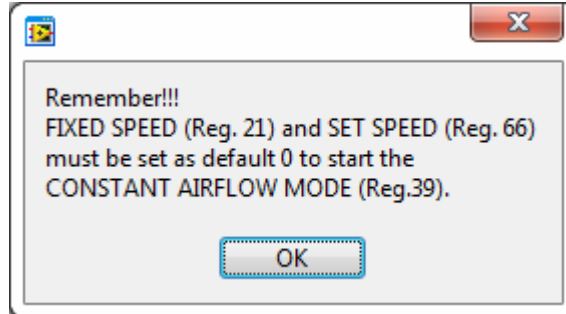 Remember!!!
FIXED SPEED (Reg. 21) and SET SPEED (Reg. 66)
must be set as default 0 to start the
CONSTANT AIRFLOW MODE (Reg.39).
OK